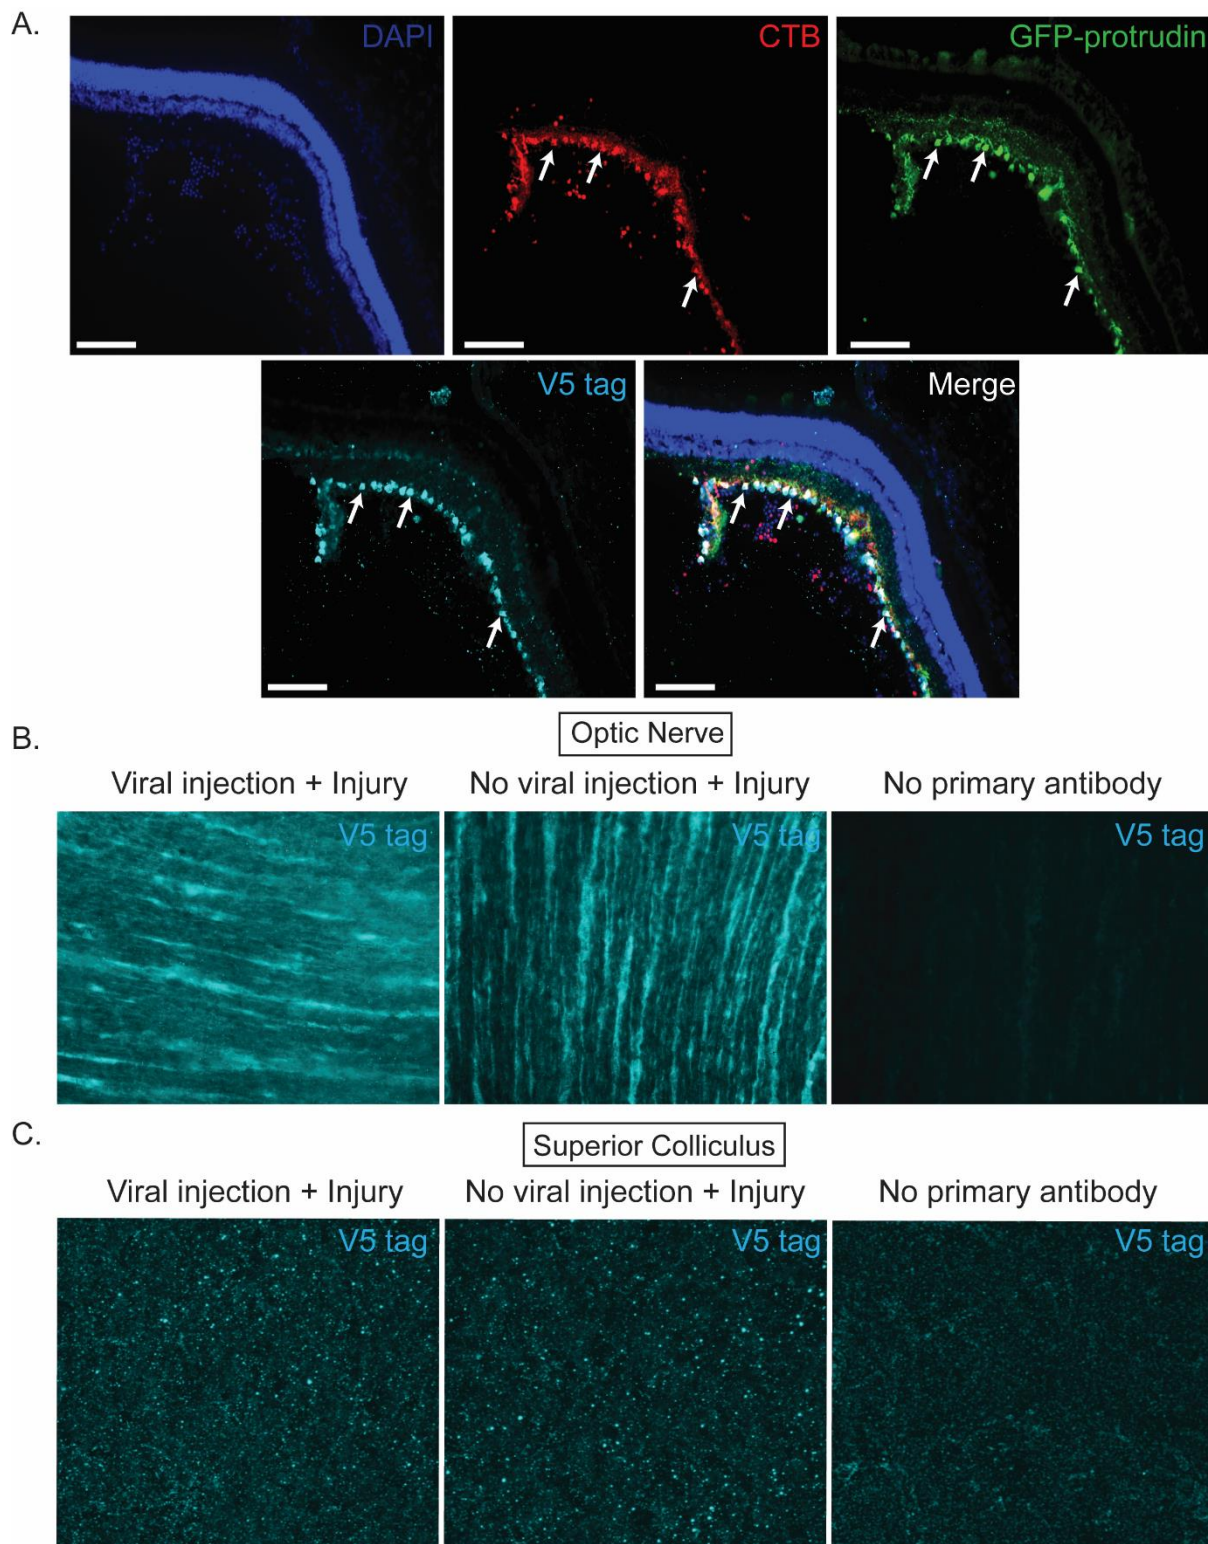 A.
DAPI
CTB
GFP-protrudin
V5 tag
Merge
B.
Optic Nerve
Viral injection + Injury
No viral injection + Injury
No primary antibody
V5 tag
V5 tag
V5 tag
C.
Superior Colliculus
Viral injection + Injury
No viral injection + Injury
No primary antibody
V5 tag
V5 tag
V5 tag